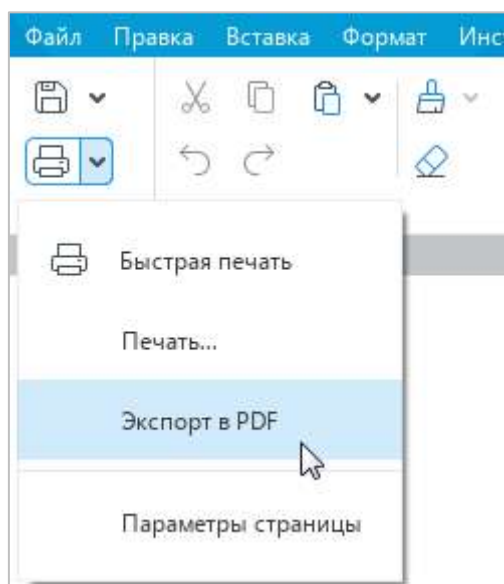 Файл Правка Вставка Формат Инс
Быстрая печать
Печать...
Экспорт в PDF
Параметры страницы